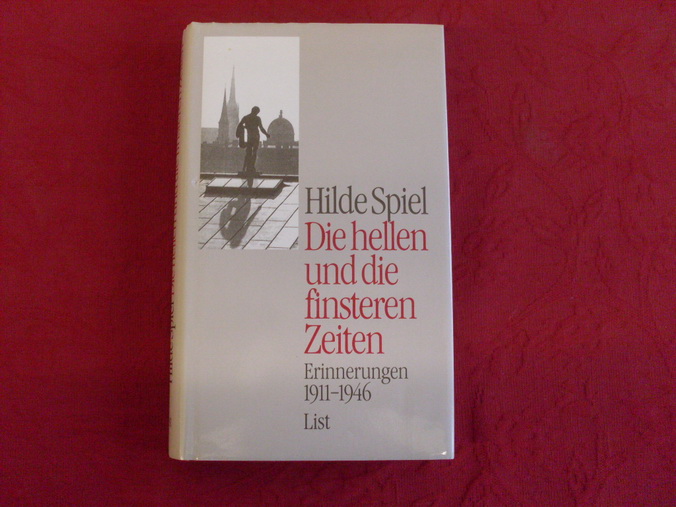 Hilde Spiel
Die hellen
und die
finsteren
Zeiten
Erinnerungen
1911–1946
List